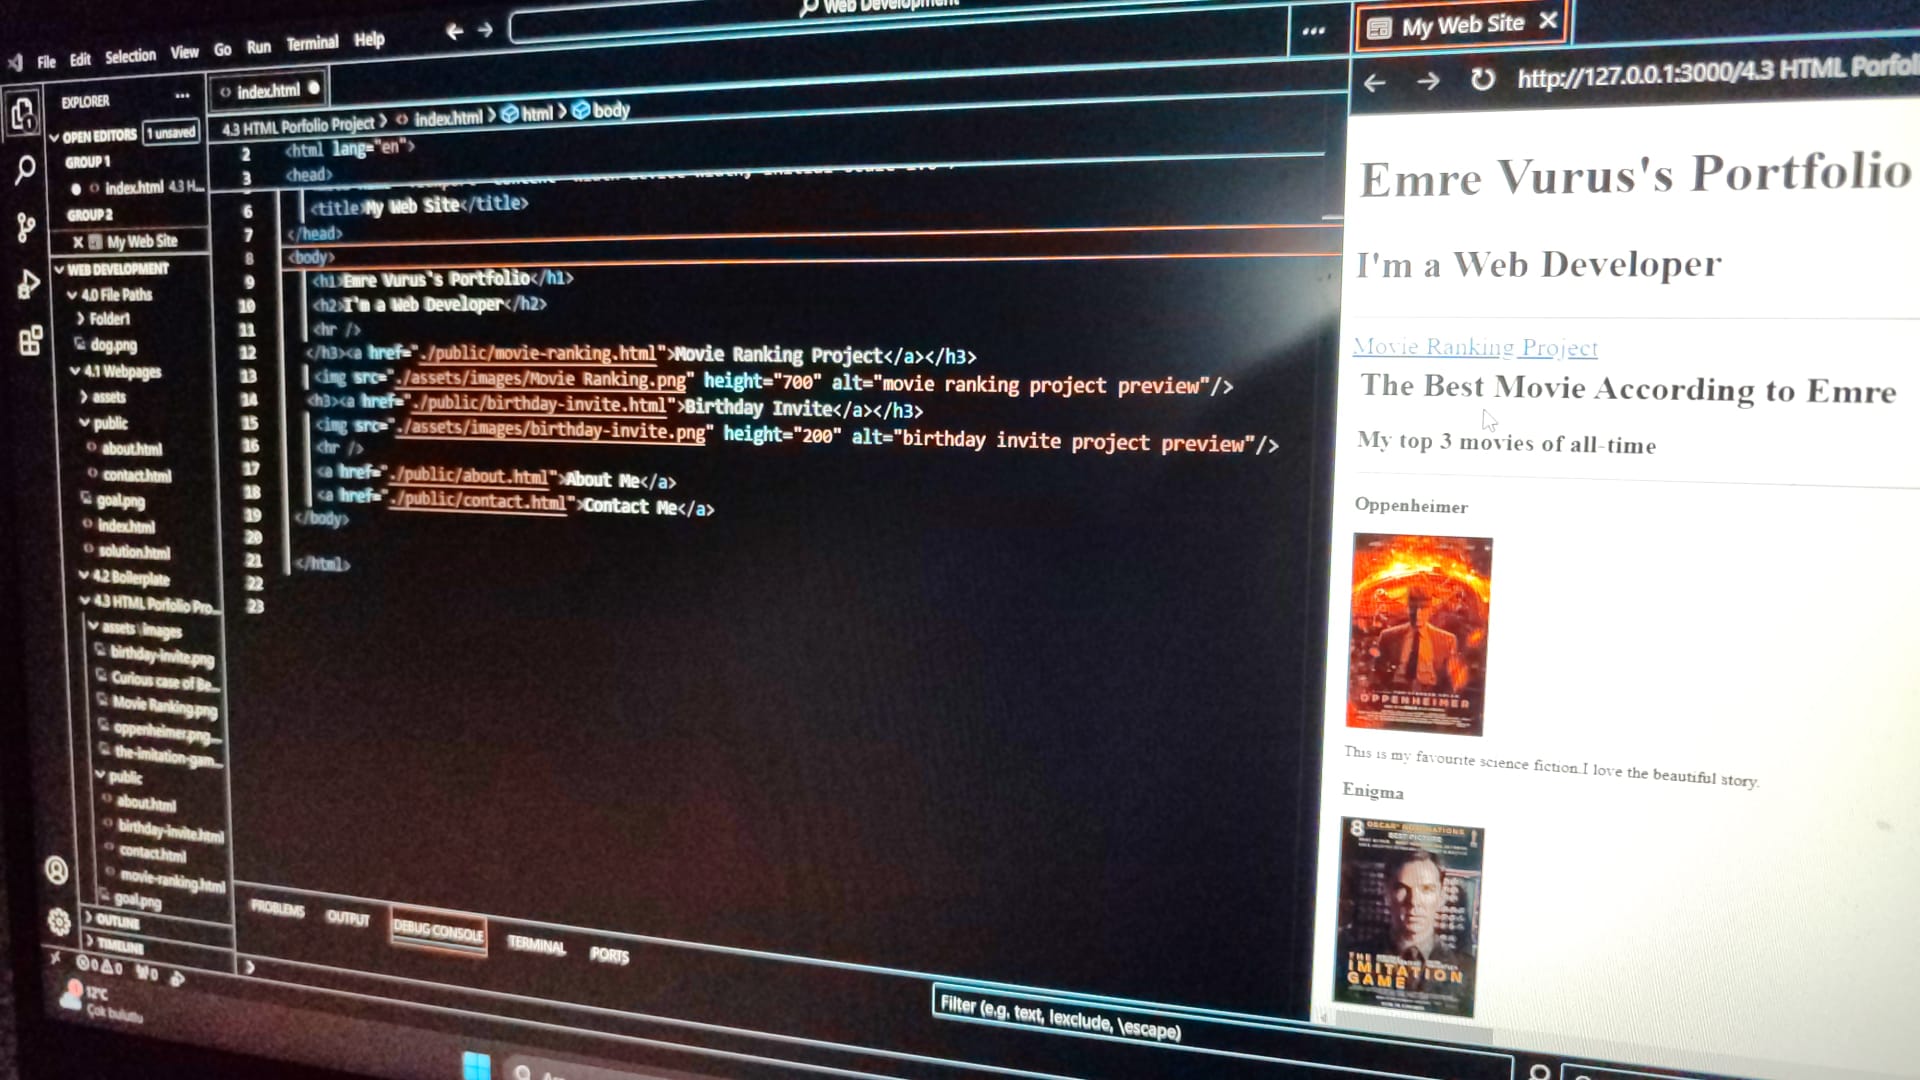 Web Development
File Edit Selection View Go Run Terminal Help
EXPLORER
OPEN EDITORS 1 unsaved
GROUP 1
index.html 4.3 H...
GROUP 2
My Web Site
WEB DEVELOPMENT
4.0 File Paths
Folder1
dog.png
4.1 Webpages
assets
public
about.html
contact.html
goal.png
index.html
solution.html
4.2 Boilerplate
4.3 HTML Porfolio Pro...
assets\images
birthday-invite.png
Curious case of Be...
Movie Ranking.png
oppenheimer.png...
the-imitation-gam...
public
about.html
birthday-invite.html
contact.html
movie-ranking.html
goal.png
OUTLINE
TIMELINE
0 0 0
12°C
Çok bulutlu
index.html
4.3 HTML Porfolio Project > index.html > html > body
2 <html lang="en">
3 <head>
6 <title>My Web Site</title>
7 </head>
8 <body>
9 <h1>Emre Vurus's Portfolio</h1>
10 <h2>I'm a Web Developer</h2>
11 <hr />
12 </h3><a href="./public/movie-ranking.html">Movie Ranking Project</a></h3>
13 <img src="./assets/images/Movie Ranking.png" height="700" alt="movie ranking project preview"/>
14 <h3><a href="./public/birthday-invite.html">Birthday Invite</a></h3>
15 <img src="./assets/images/birthday-invite.png" height="200" alt="birthday invite project preview"/>
16 <hr />
17 <a href="./public/about.html">About Me</a>
18 <a href="./public/contact.html">Contact Me</a>
19 </body>
20
21 </html>
22
23
PROBLEMS OUTPUT DEBUG CONSOLE TERMINAL PORTS
Filter (e.g. text, !exclude, \escape)
My Web Site
http://127.0.0.1:3000/4.3 HTML Porfol
Emre Vurus's Portfolio
I'm a Web Developer
Movie Ranking Project
The Best Movie According to Emre
My top 3 movies of all-time
Oppenheimer
OPPENHEIMER
This is my favourite science fiction.I love the beautiful story.
Enigma
8 OSCAR NOMINATIONS
BEST PICTURE
THE
IMITATION
GAME